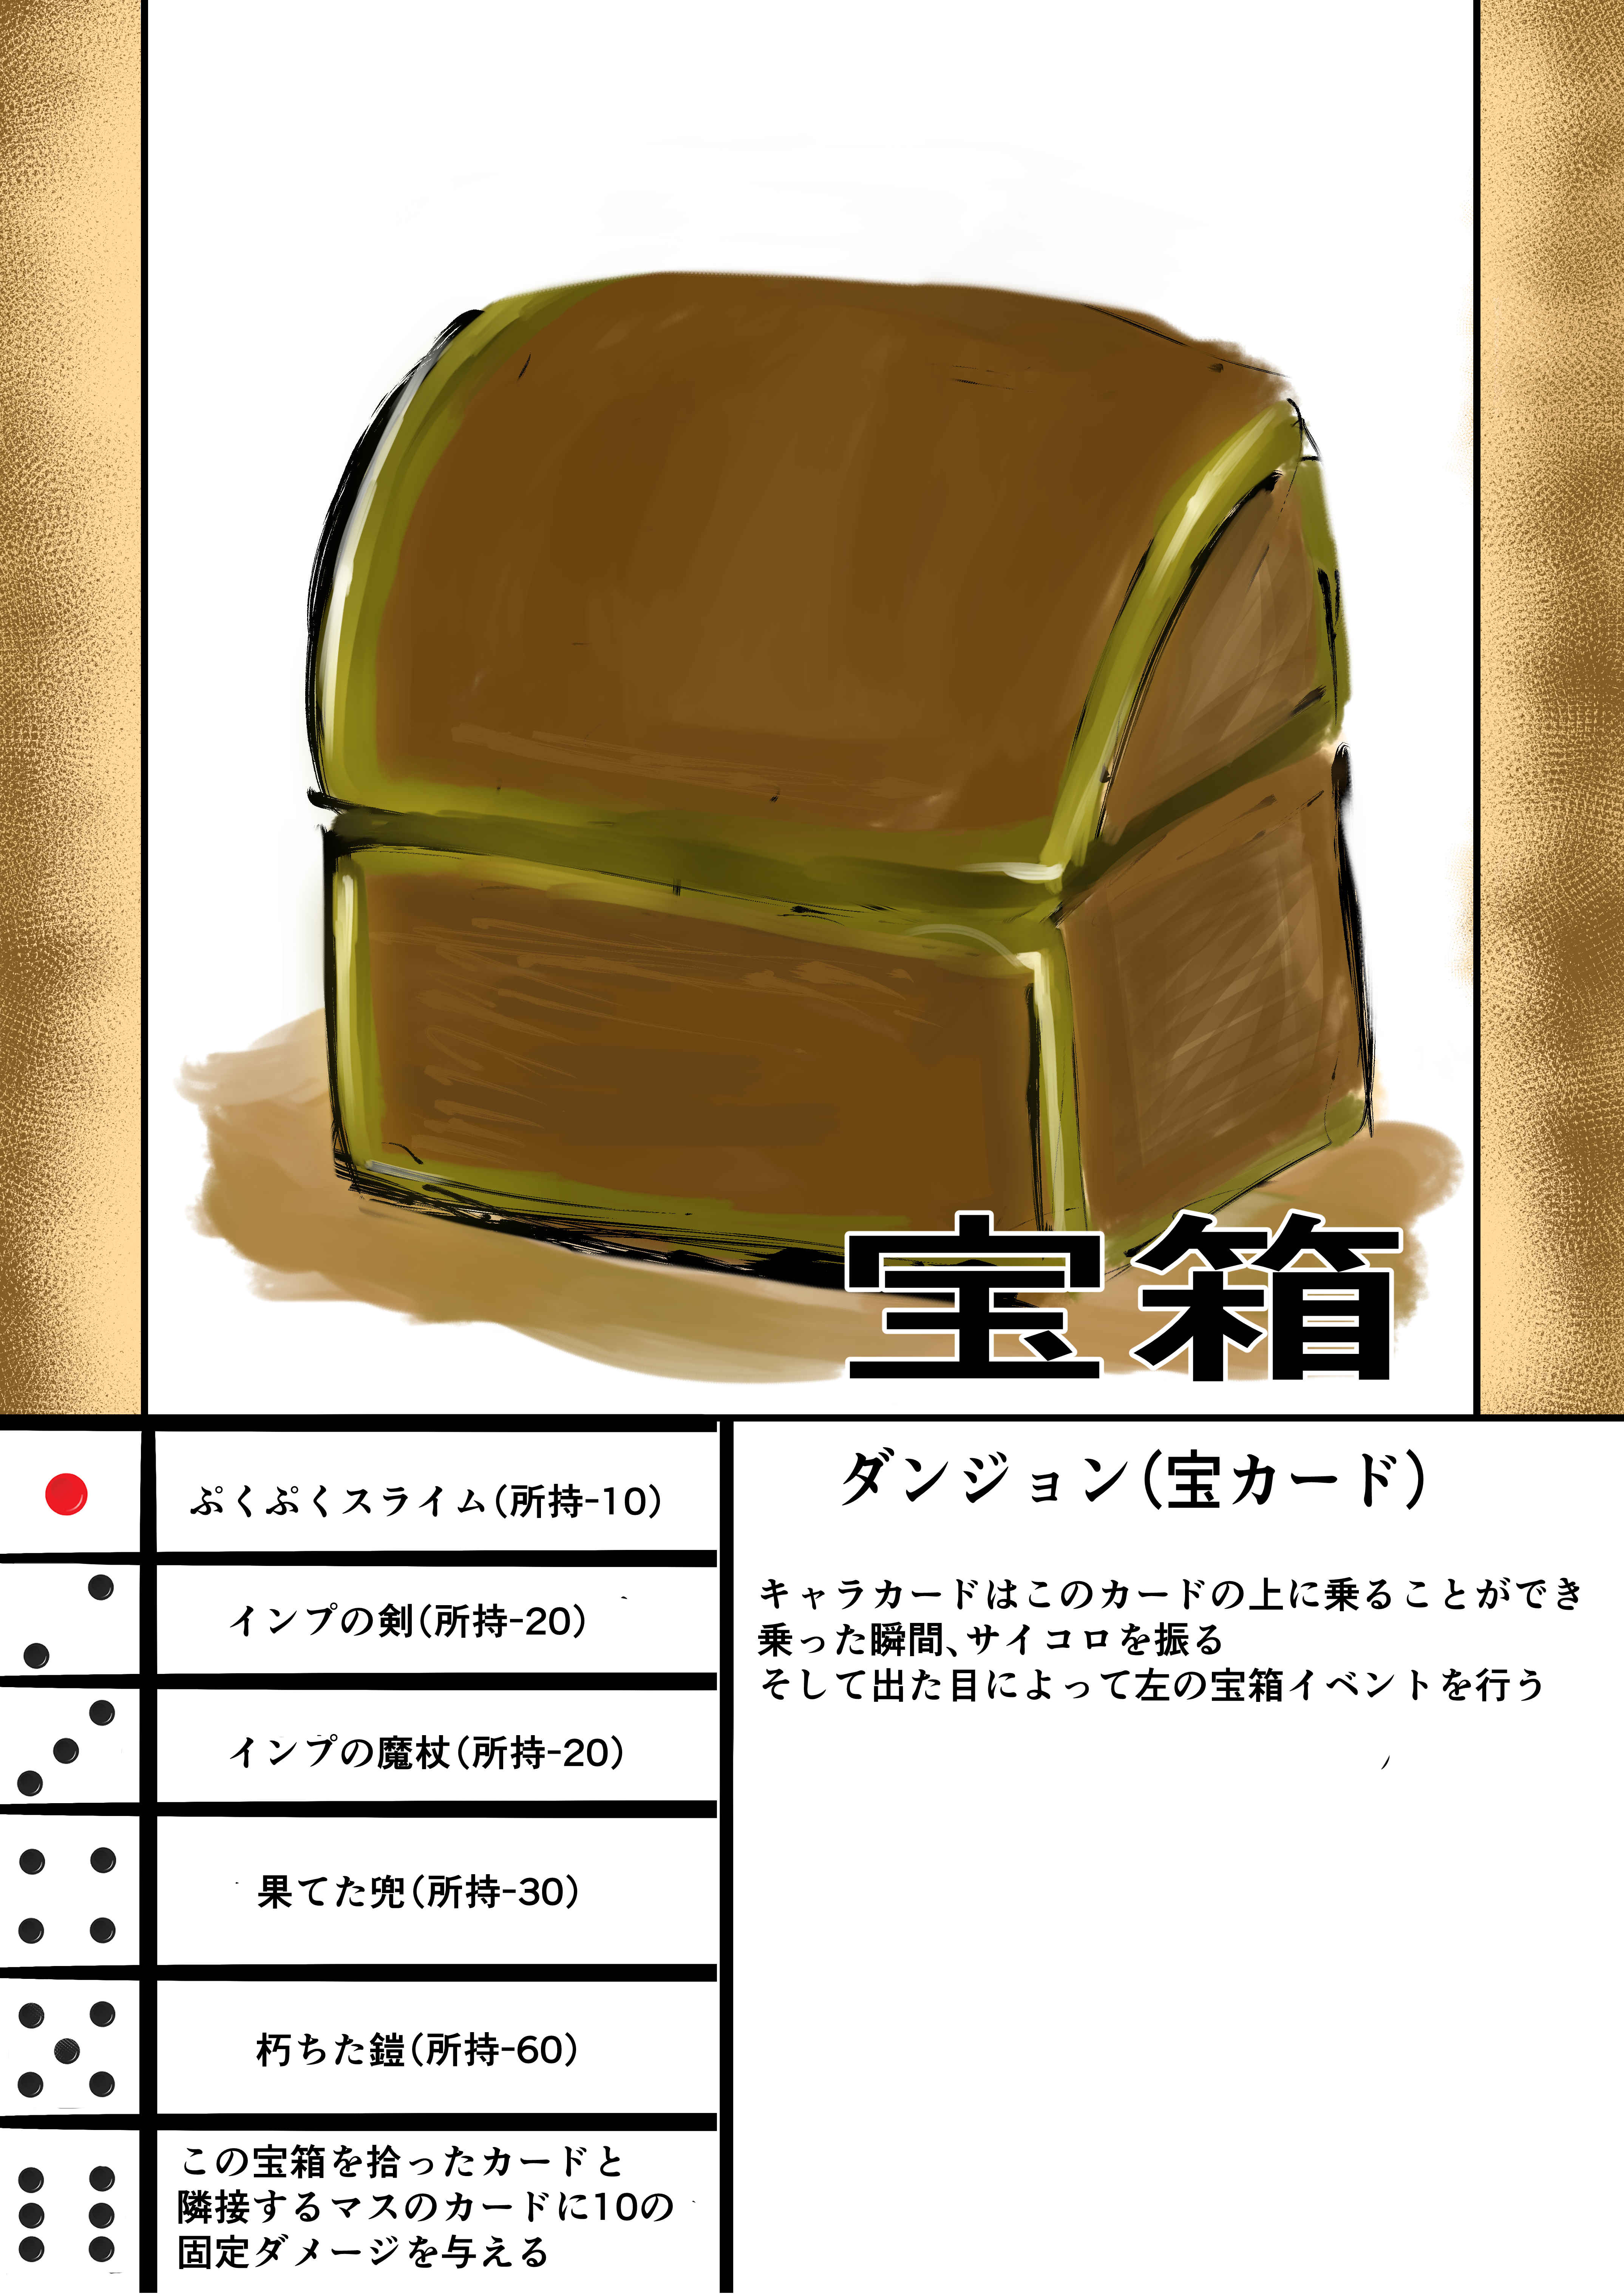 宝箱
ぷくぷくスライム(所持-10)
インプの剣(所持-20)
インプの魔杖(所持-20)
果てた兜(所持-30)
朽ちた鎧(所持-60)
この宝箱を拾ったカードと
隣接するマスのカードに10の
固定ダメージを与える
ダンジョン(宝カード)
キャラカードはこのカードの上に乗ることができ
乗った瞬間、サイコロを振る
そして出た目によって左の宝箱イベントを行う